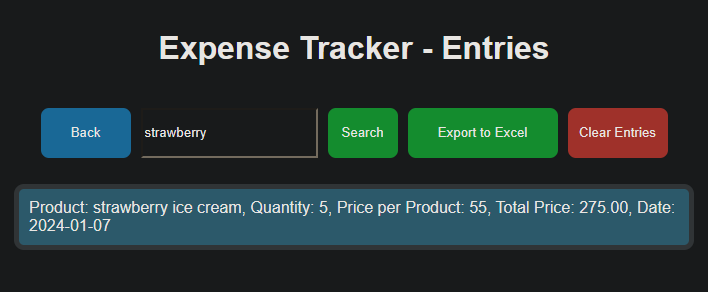 Expense Tracker - Entries
Back
strawberry
Search
Export to Excel
Clear Entries
Product: strawberry ice cream, Quantity: 5, Price per Product: 55, Total Price: 275.00, Date:
2024-01-07